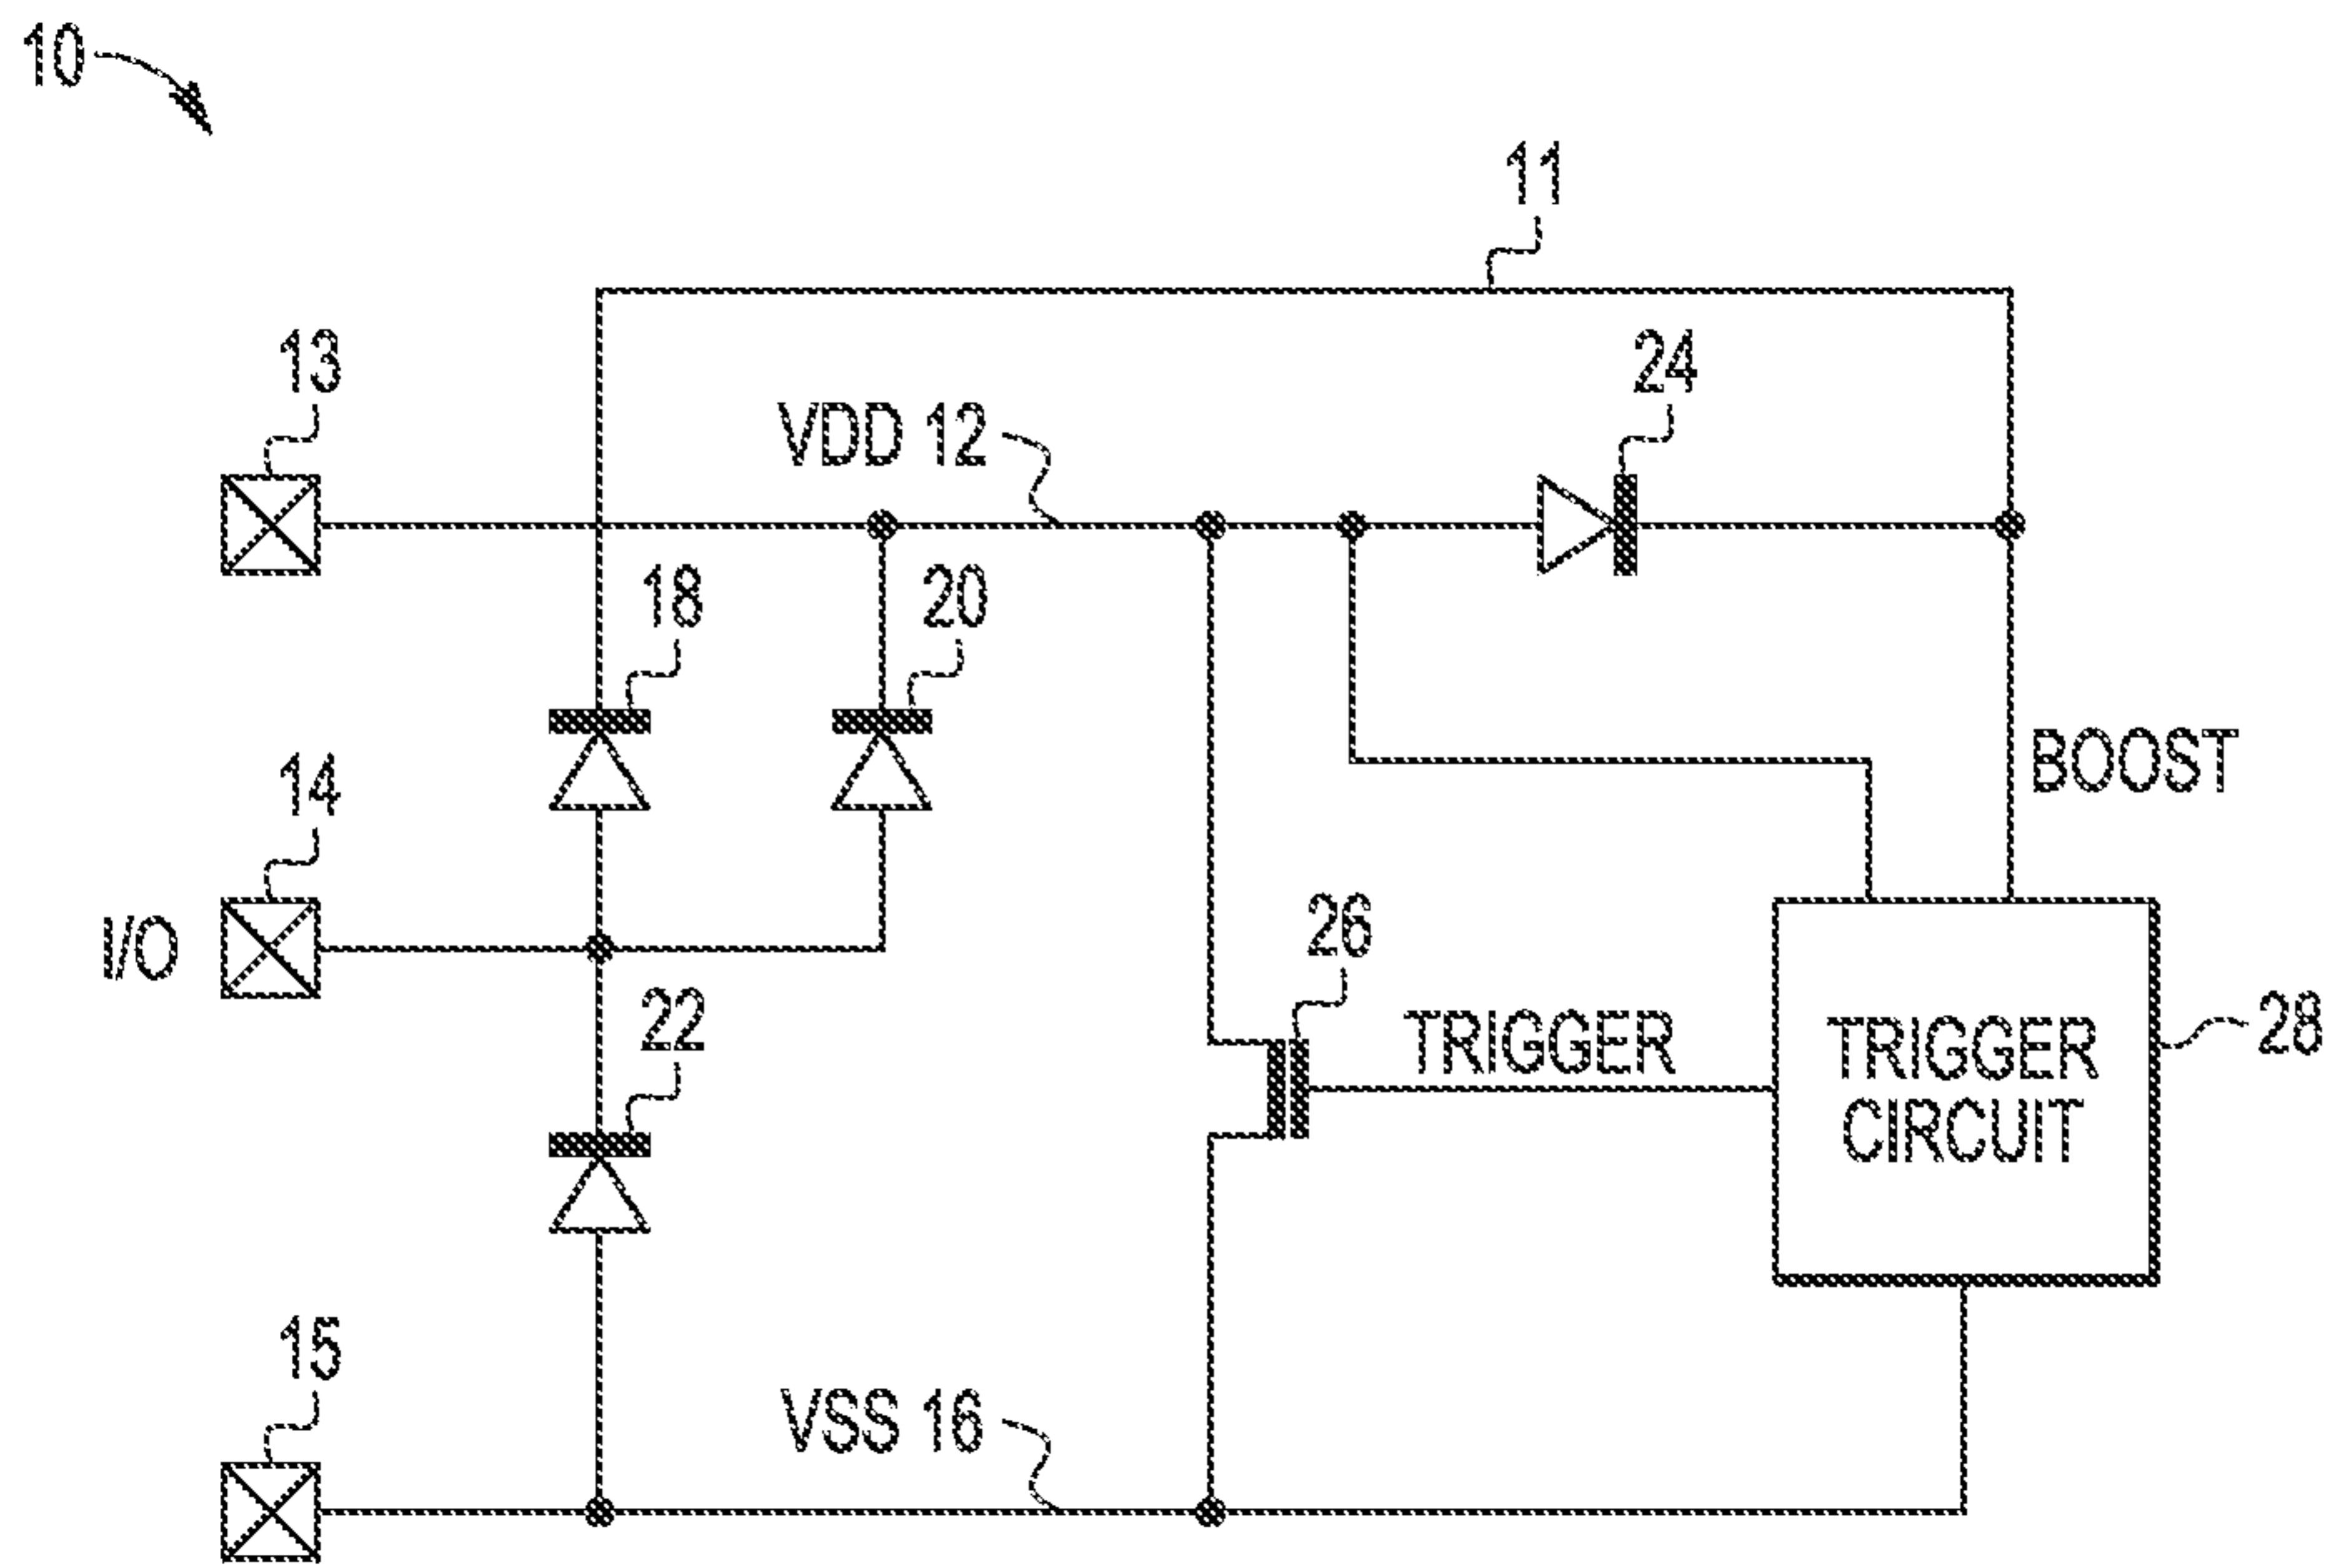 10
11
13
24
VDD 12
18
20
14
BOOST
I/O
26
22
TRIGGER
TRIGGER
CIRCUIT
28
15
VSS 16